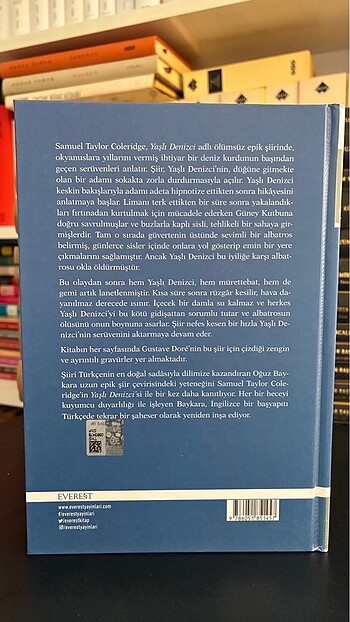 Samuel Taylor Coleridge, Yaşlı Denizci adlı ölümsüz epik şiirinde,
okyanuslara yıllarını vermiş ihtiyar bir deniz kurdunun başından
geçen serüvenleri anlatır. Şiir, Yaşlı Denizci'nin, düğüne gitmekte
olan bir adamı sokakta zorla durdurmasıyla açılır. Yaşlı Denizci
keskin bakışlarıyla adamı adeta hipnotize ettikten sonra hikâyesini
anlatmaya başlar. Limanı terk ettikten bir süre sonra yakalandık-
ları fırtınadan kurtulmak için mücadele ederken Güney Kutbuna
doğru savrulmuşlar ve buzlarla kaplı sisli, tehlikeli bir sahaya gir-
mişlerdir. Tam o sırada güvertenin üstünde sevimli bir albatros
belirmiş, günlerce sisler içinde onlara yol gösterip emin bir yere
çıkmalarını sağlamıştır. Ancak Yaşlı Denizci bu iyiliğe karşı albat-
rosu okla öldürmüştür.
Bu olaydan sonra hem Yaşlı Denizci, hem mürettebat, hem de
gemi artık lanetlenmiştir. Kısa süre sonra rüzgâr kesilir, hava da-
yanılmaz derecede ısınır. İçecek bir damla su kalmaz ve herkes
Yaşlı Denizci'yi bu kötü gidişattan sorumlu tutar ve albatrosun
ölüsünü onun boynuna asarlar. Şiir nefes kesen bir hızla Yaşlı De-
nizci'nin serüvenini aktarmaya devam eder.
Kitabın her sayfasında Gustave Doré'nin bu şiir için çizdiği zengin
ve ayrıntılı gravürler yer almaktadır.
Şiiri Türkçenin en doğal sadâsıyla dilimize kazandıran Oğuz Bay-
kara uzun epik şiir çevirisindeki yeteneğini Samuel Taylor Cole-
ridge'in Yaşlı Denizci'si ile bir kez daha kanıtlıyor. Her bir heceyi
kuyumcu duyarlılığı ile işleyen Baykara, İngilizce bir başyapıtı
Türkçede tekrar bir şaheser olarak yeniden inşa ediyor.
EVEREST
www.everestyayinlari.com
/everestyayinlari
/everestkitap
/everestyayinlari
9 786051 851457